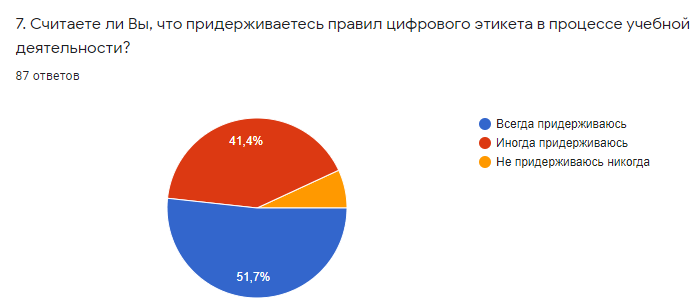 7. Считаете ли Вы, что придерживаетесь правил цифрового этикета в процессе учебной
деятельности?
87 ответов
41,4%
51,7%
Всегда придерживаюсь
Иногда придерживаюсь
Не придерживаюсь никогда